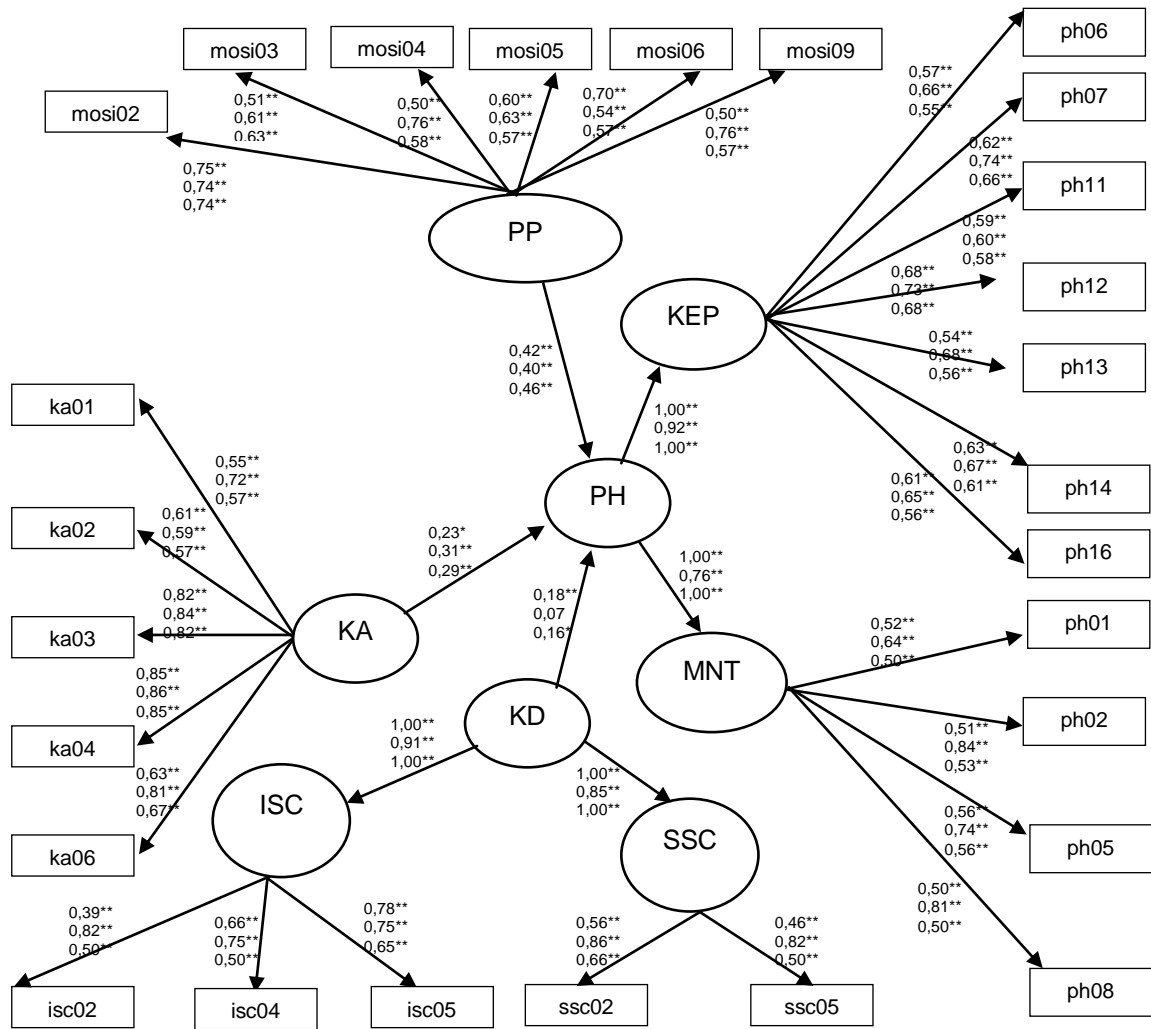 mosi03
mosi04
mosi05
mosi06
mosi09
ph06
mosi02
0,51**
0,61**
0,63**
0,50**
0,76**
0,58**
0,60**
0,63**
0,57**
0,70**
0,54**
0,57**
0,50**
0,76**
0,57**
0,75**
0,74**
0,74**
PP
0,57**
0,66**
0,55**
ph07
0,62**
0,74**
0,66**
ph11
0,59**
0,60**
0,58**
KEP
0,68**
0,73**
0,68**
ph12
0,54**
0,68**
0,56**
ph13
0,63**
0,67**
0,61**
ph14
0,61**
0,65**
0,56**
ph16
0,42**
0,40**
0,46**
1,00**
0,92**
1,00**
PH
ka01
0,55**
0,72**
0,57**
ka02
0,61**
0,59**
0,57**
0,23*
0,31**
0,29**
ka03
0,82**
0,84**
0,82**
KA
0,18**
0,07
0,16*
1,00**
0,76**
1,00**
MNT
0,52**
0,64**
0,50**
ph01
ka04
0,85**
0,86**
0,85**
KD
0,51**
0,84**
0,53**
ph02
ka06
0,63**
0,81**
0,67**
1,00**
0,91**
1,00**
ISC
1,00**
0,85**
1,00**
SSC
0,56**
0,74**
0,56**
ph05
0,50**
0,81**
0,50**
ph08
0,39**
0,82**
0,50**
0,66**
0,75**
0,50**
0,78**
0,75**
0,65**
0,56**
0,86**
0,66**
0,46**
0,82**
0,50**
isc02
isc04
isc05
ssc02
ssc05